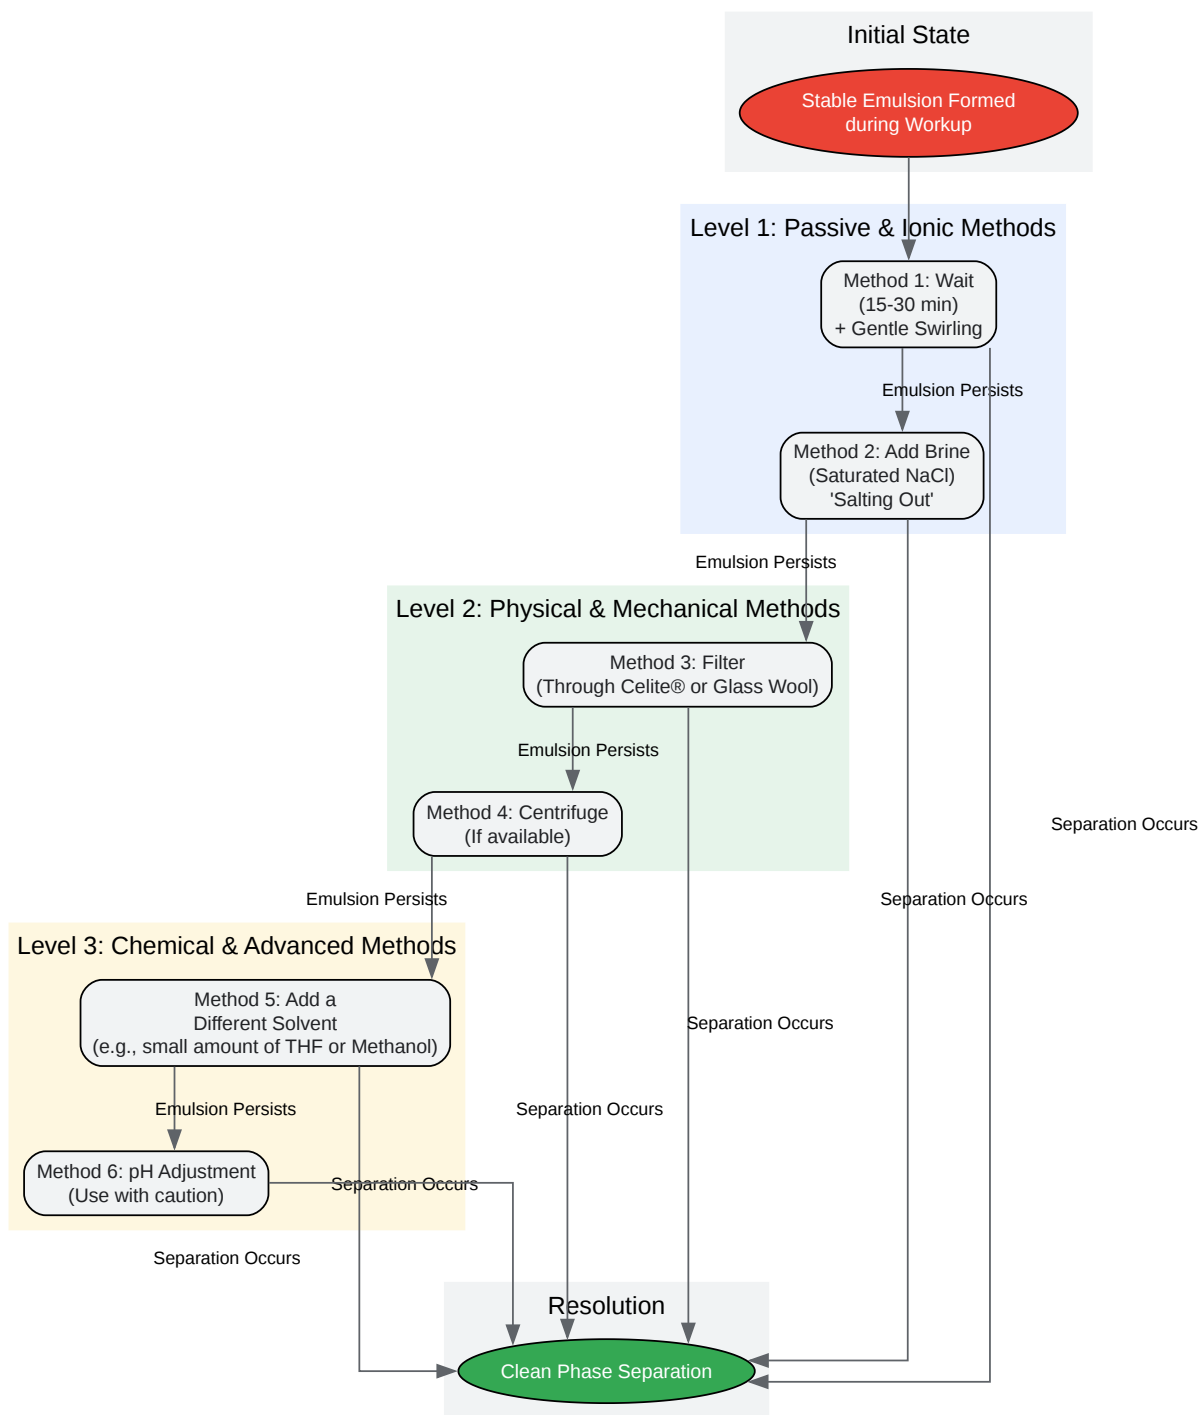 Initial State
Stable Emulsion Formed
during Workup
Level 1: Passive & Ionic Methods
Method 1: Wait
(15-30 min)
+ Gentle Swirling
Emulsion Persists
Method 2: Add Brine
(Saturated NaCl)
'Salting Out'
Emulsion Persists
Level 2: Physical & Mechanical Methods
Method 3: Filter
(Through Celite® or Glass Wool)
Emulsion Persists
Method 4: Centrifuge
(If available)
Separation Occurs
Emulsion Persists
Separation Occurs
Level 3: Chemical & Advanced Methods
Method 5: Add a
Different Solvent
(e.g., small amount of THF or Methanol)
Separation Occurs
Emulsion Persists
Separation Occurs
Method 6: pH Adjustment
(Use with caution)
Separation Occurs
Separation Occurs
Resolution
Clean Phase Separation